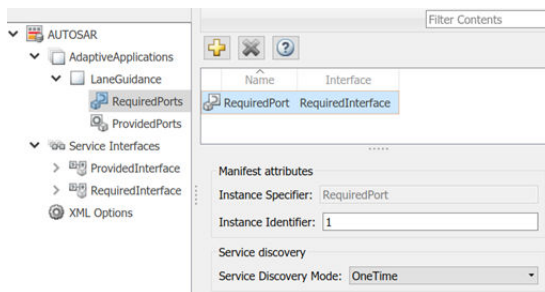 Filter Contents
AUTOSAR
AdaptiveApplications
LaneGuidance
RequiredPorts
ProvidedPorts
Service Interfaces
ProvidedInterface
RequiredInterface
XML Options
Name Interface
RequiredPort RequiredInterface
Manifest attributes
Instance Specifier: RequiredPort
Instance Identifier: 1
Service discovery
Service Discovery Mode: OneTime